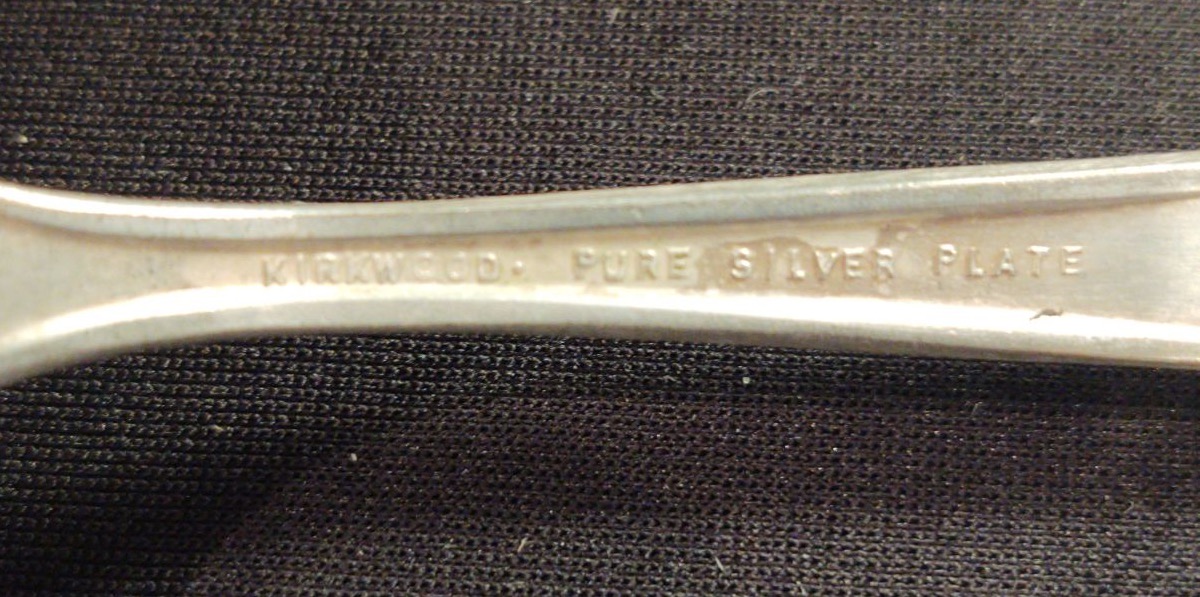 KIRKWOOD. PURE SILVER PLATE